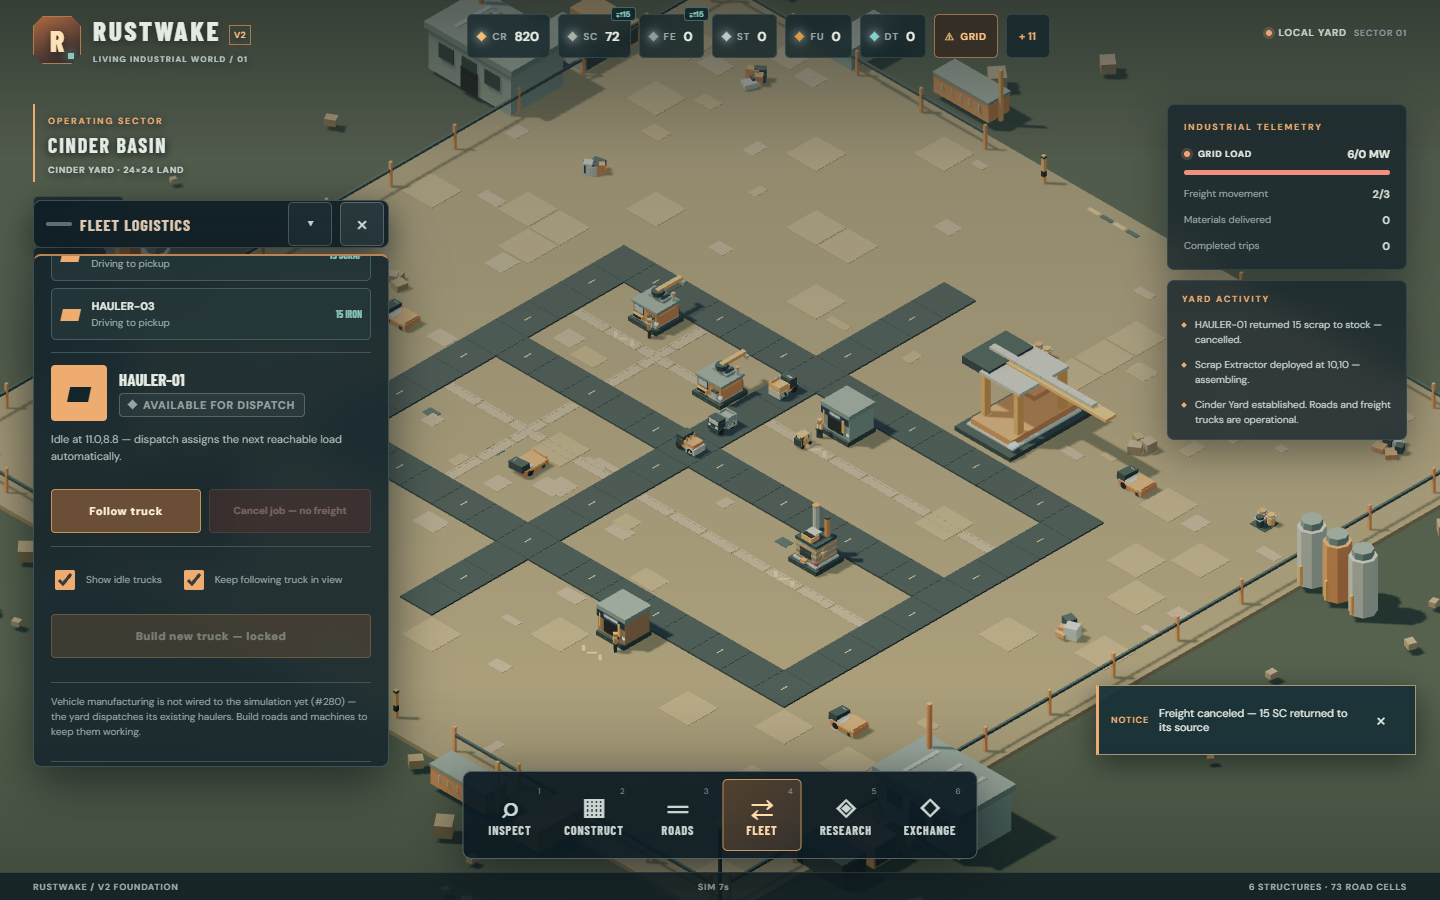 R
RUSTWAKE V2
LIVING INDUSTRIAL WORLD / 01
CR 820
SC 72
⇄15
FE 0
⇄15
ST 0
FU 0
DT 0
⚠ GRID
+ 11
LOCAL YARD SECTOR 01
OPERATING SECTOR
CINDER BASIN
CINDER YARD · 24×24 LAND
FLEET LOGISTICS
▼
×
Driving to pickup
HAULER-03
Driving to pickup
15 IRON
HAULER-01
◆ AVAILABLE FOR DISPATCH
Idle at 11.0,8.8 — dispatch assigns the next reachable load
automatically.
Follow truck
Cancel job — no freight
Show idle trucks
Keep following truck in view
Build new truck — locked
Vehicle manufacturing is not wired to the simulation yet (#280) —
the yard dispatches its existing haulers. Build roads and machines to
keep them working.
INDUSTRIAL TELEMETRY
GRID LOAD 6/0 MW
Freight movement 2/3
Materials delivered 0
Completed trips 0
YARD ACTIVITY
HAULER-01 returned 15 scrap to stock —
cancelled.
Scrap Extractor deployed at 10,10 —
assembling.
Cinder Yard established. Roads and freight
trucks are operational.
NOTICE
Freight canceled — 15 SC returned to
its source
×
1
INSPECT
2
CONSTRUCT
3
ROADS
4
FLEET
5
RESEARCH
6
EXCHANGE
RUSTWAKE / V2 FOUNDATION
SIM 7s
6 STRUCTURES · 73 ROAD CELLS